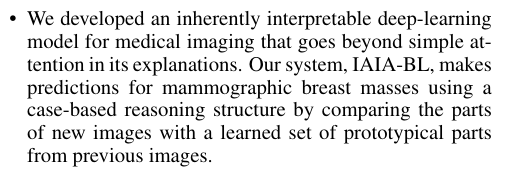 • We developed an inherently interpretable deep-learning
model for medical imaging that goes beyond simple at-
tention in its explanations. Our system, IAIA-BL, makes
predictions for mammographic breast masses using a
case-based reasoning structure by comparing the parts
of new images with a learned set of prototypical parts
from previous images.